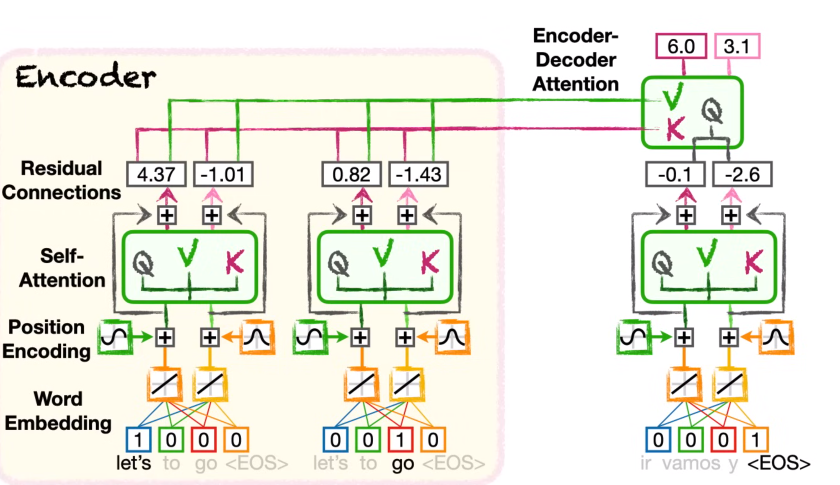 Encoder-
Decoder
Attention
6.0 3.1
Encoder
V
Q
K
Residual
Connections
4.37 -1.01 0.82 -1.43 -0.1 -2.6
+ + + + + +
Self-
Attention
Q V K Q V K Q V K
Position
Encoding
+ + + + + +
Word
Embedding
1 0 0 0 0 0 1 0 0 0 0 1
let's to go <EOS> let's to go <EOS> ir vamos y <EOS>